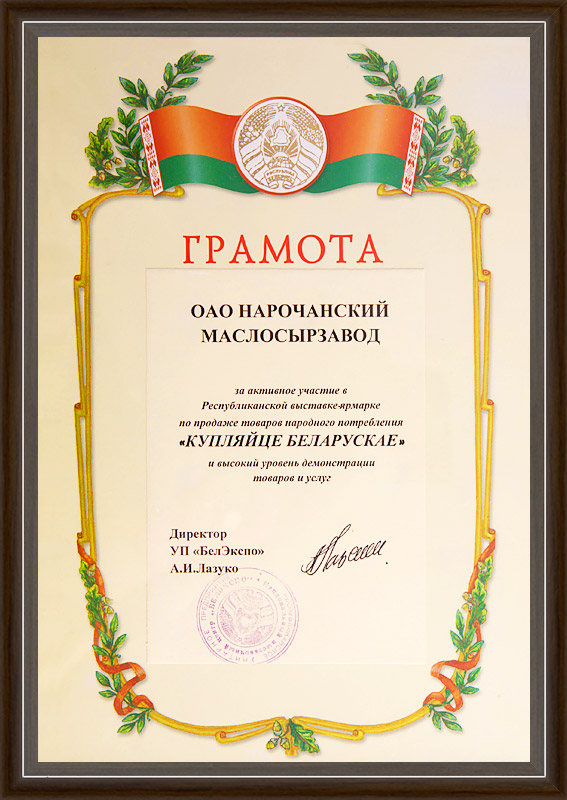 ГРАМОТА
ОАО НАРОЧАНСКИЙ
МАСЛОСЫРЗАВОД
за активное участие в
Республиканской выставке-ярмарке
по продаже товаров народного потребления
«КУПЛЯЙЦЕ БЕЛАРУСКАЕ»
и высокий уровень демонстрации
товаров и услуг
Директор
УП «БелЭкспо»
А.И.Лазуко